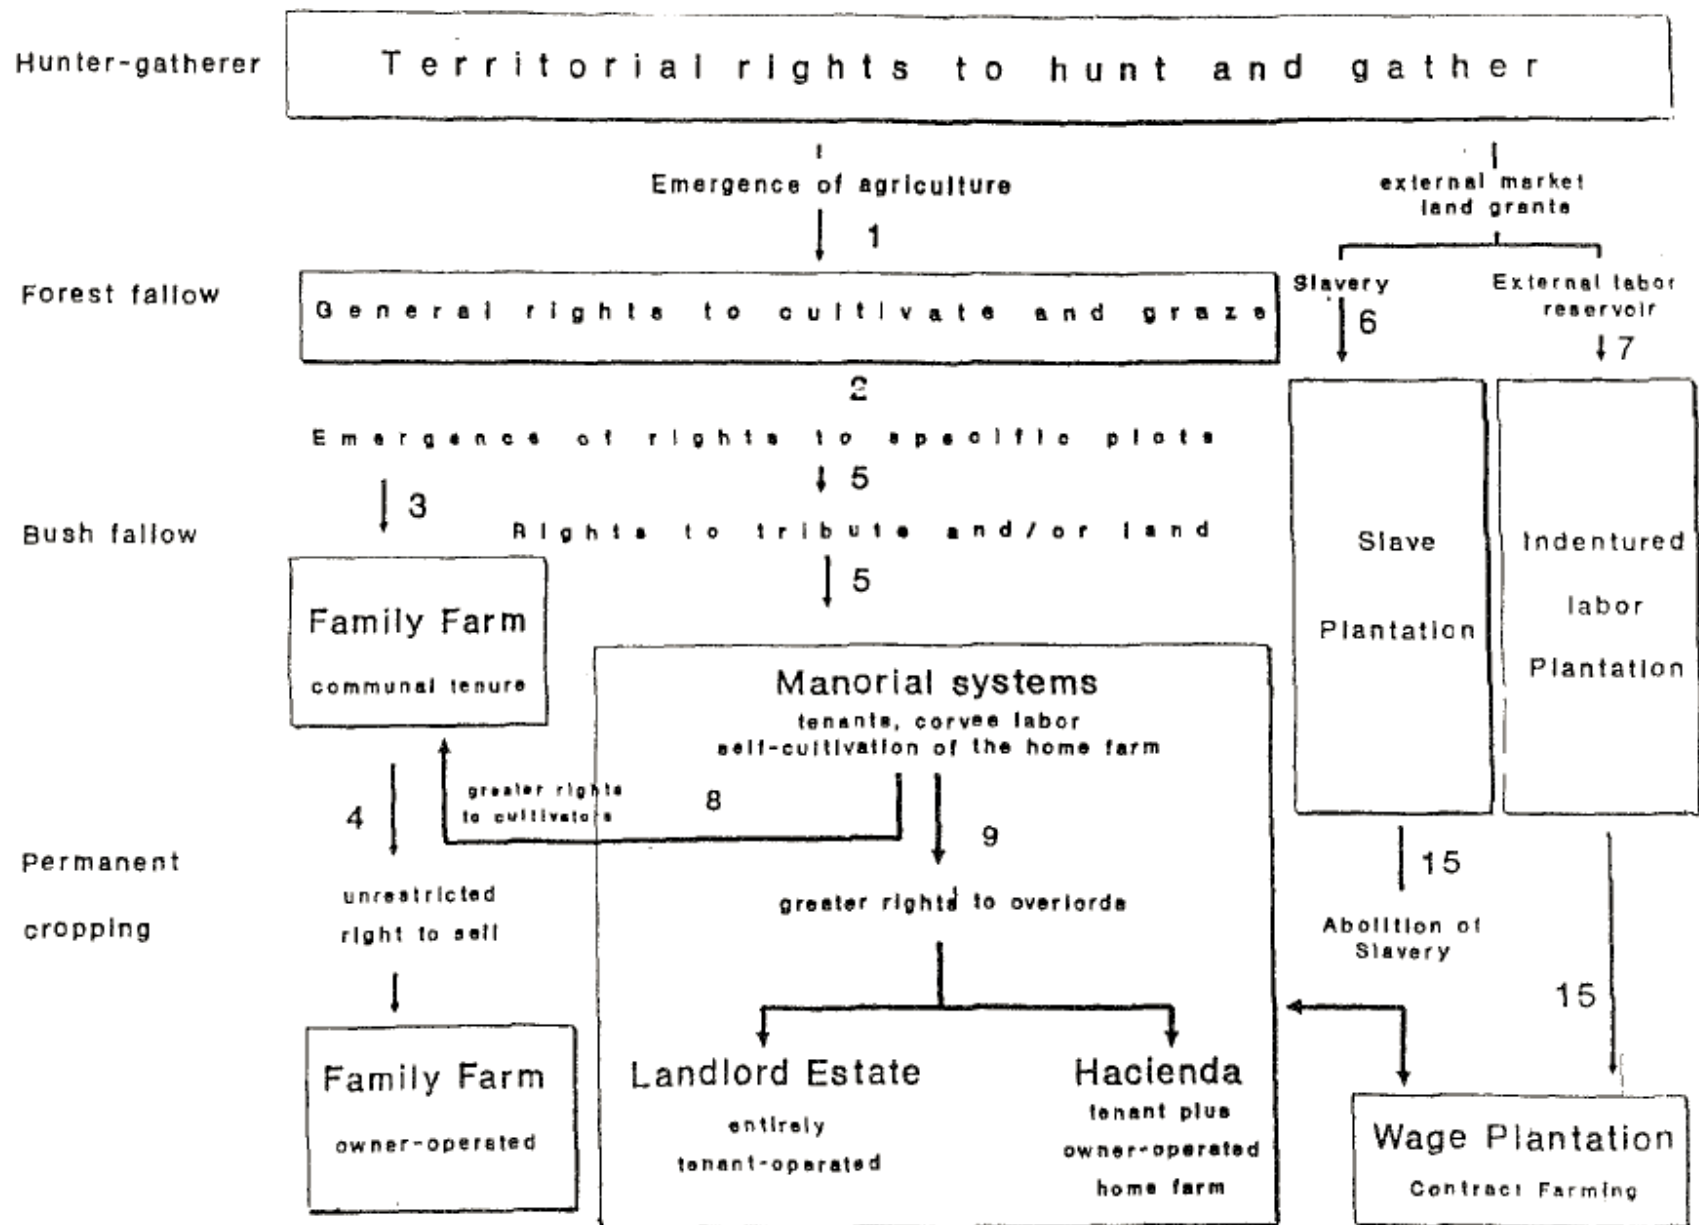 Hunter-gatherer
Territorial rights to hunt and gather
Emergence of agriculture
1
external market
land grants
Forest fallow
General rights to cultivate and graze
Slavery
6
External labor
reservoir
7
2
Emergence of rights to specific plots
3
5
Bush fallow
Rights to tribute and/or land
5
Slave
Plantation
Indentured
labor
Plantation
Family Farm
communal tenure
Manorial systems
tenants, corvee labor
self-cultivation of the home farm
4
greater rights
to cultivators
8
9
15
Permanent
cropping
unrestricted
right to sell
greater rights to overlords
Abolition of
Slavery
15
Family Farm
owner-operated
Landlord Estate
entirely
tenant-operated
Hacienda
tenant plus
owner-operated
home farm
Wage Plantation
Contract Farming